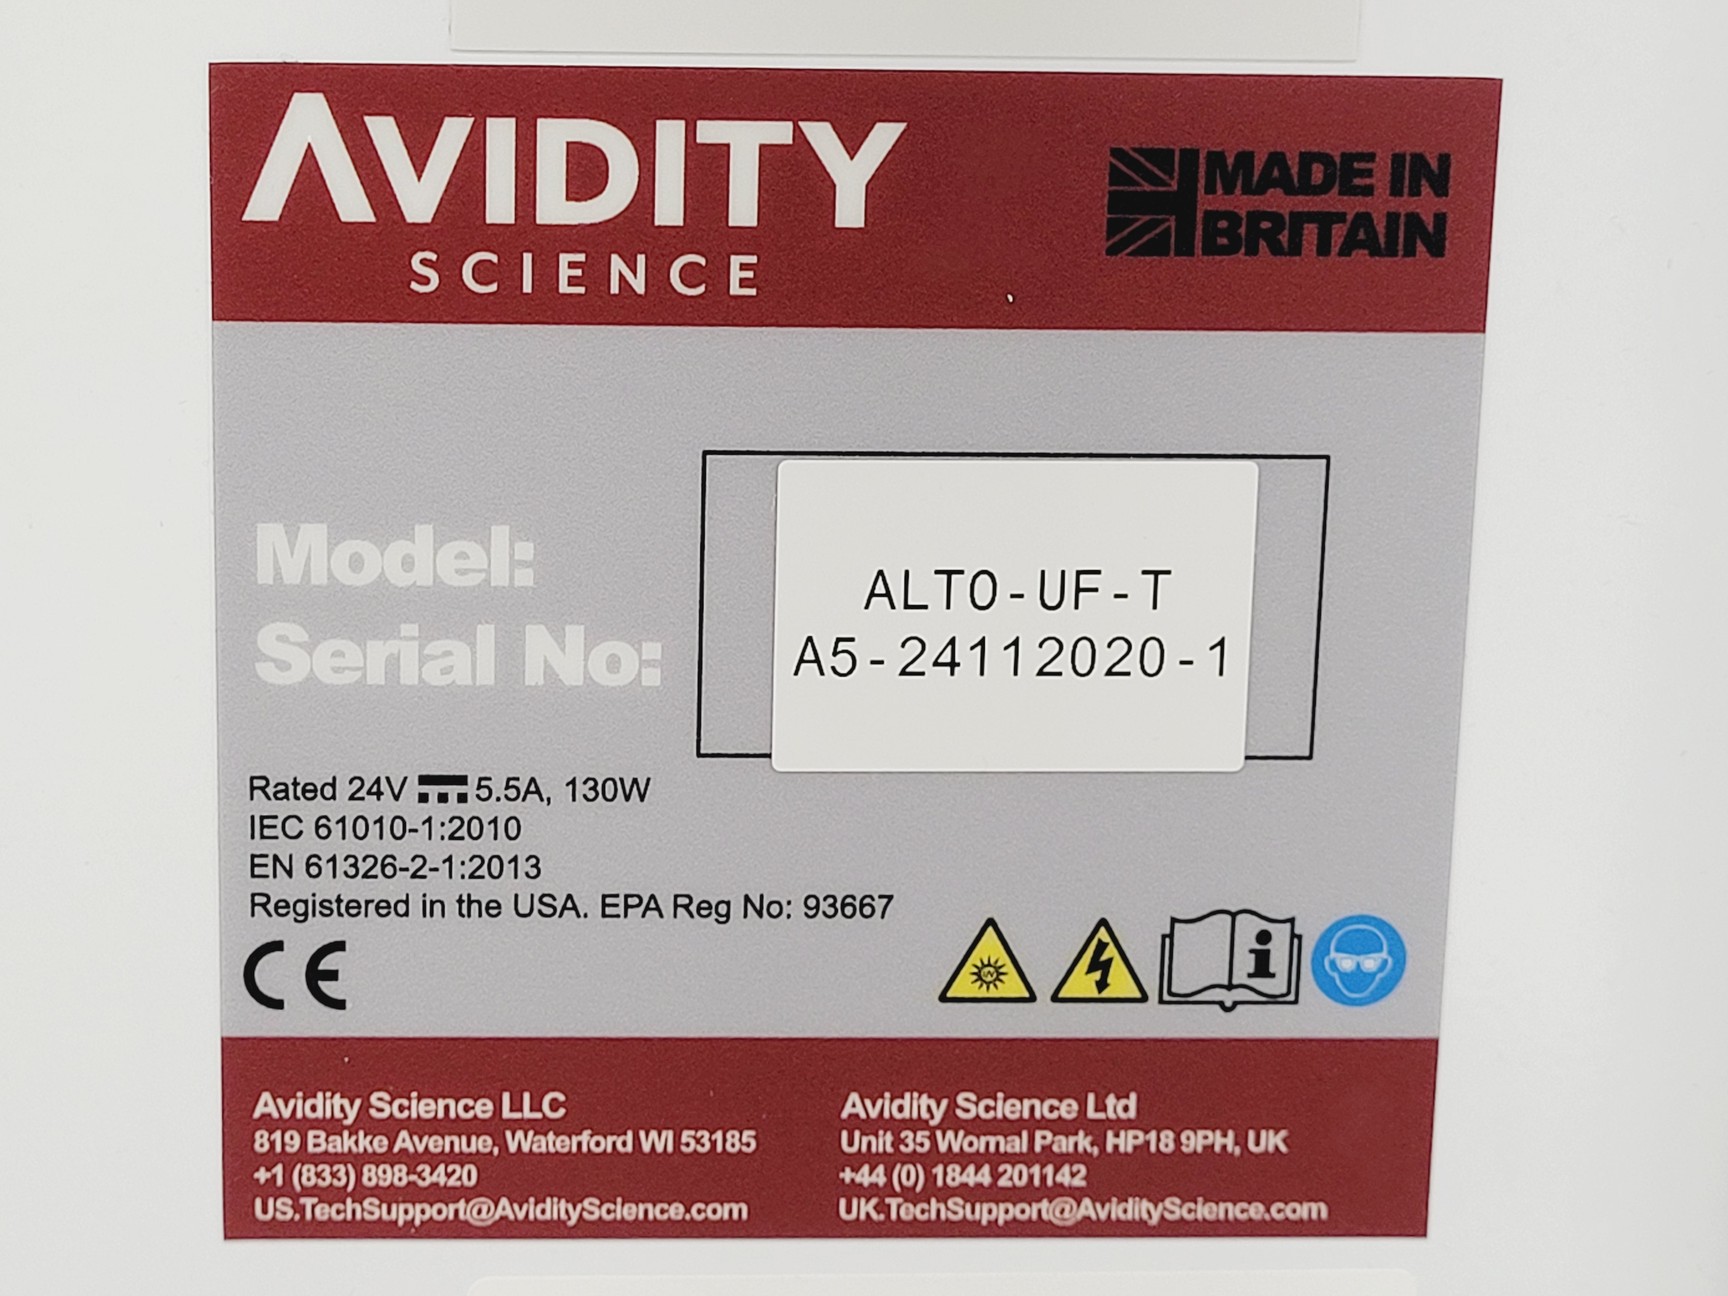 AVIDITY
SCIENCE
MADE IN
BRITAIN
Model:
Serial No:
ALTO-UF-T
A5-24112020-1
Rated 24V ⎓ 5.5A, 130W
IEC 61010-1:2010
EN 61326-2-1:2013
Registered in the USA. EPA Reg No: 93667
CE
UV
i
Avidity Science LLC
819 Bakke Avenue, Waterford WI 53185
+1 (833) 898-3420
US.TechSupport@AvidityScience.com
Avidity Science Ltd
Unit 35 Wornal Park, HP18 9PH, UK
+44 (0) 1844 201142
UK.TechSupport@AvidityScience.com